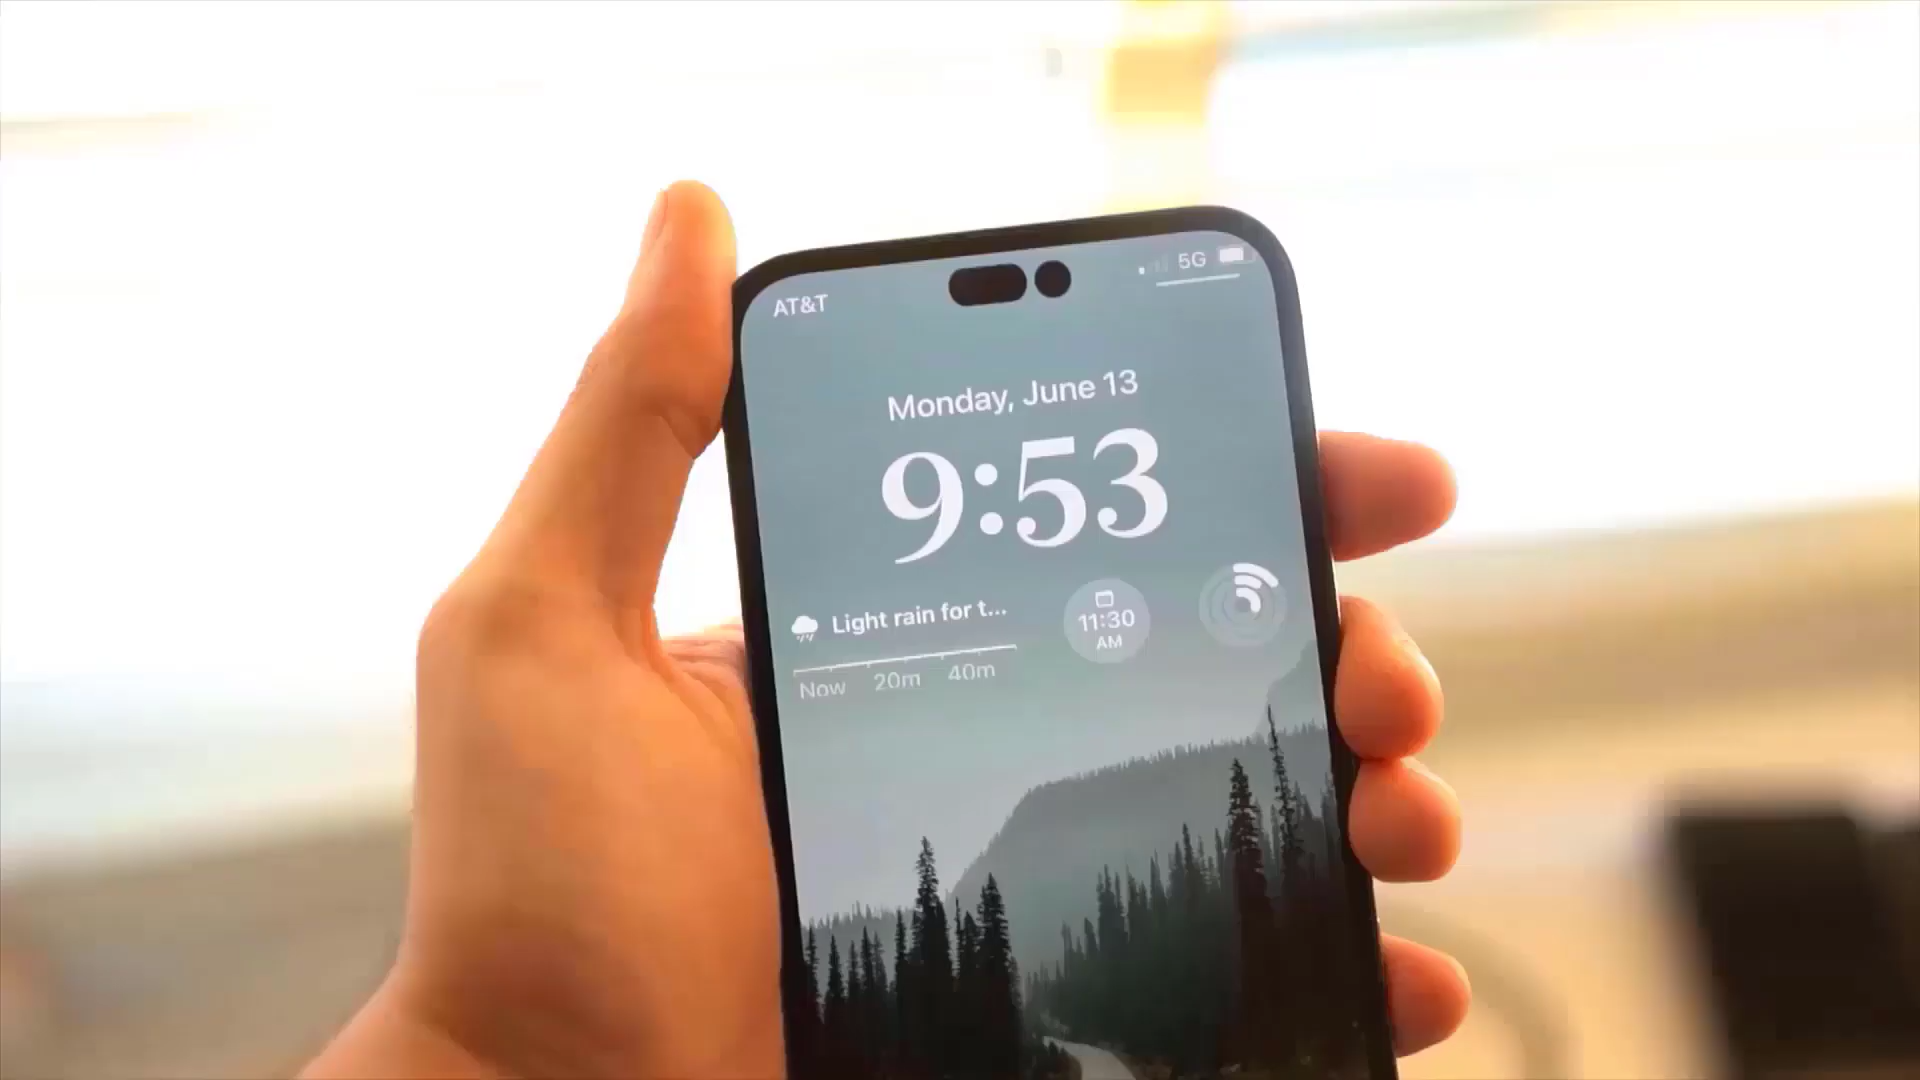 AT&T
5G
Monday, June 13
9:53
Light rain for t...
Now 20m 40m
11:30
AM